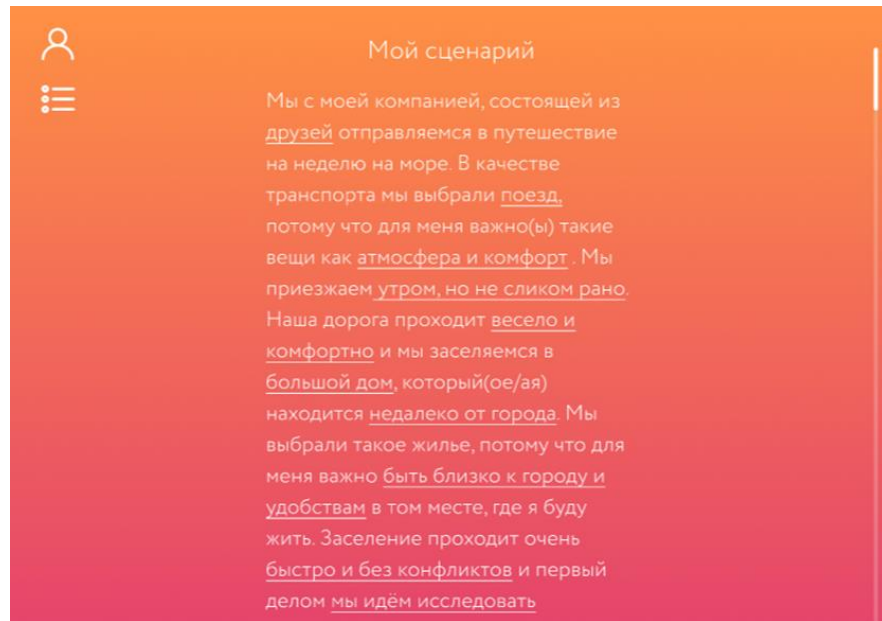 Мой сценарий
Мы с моей компанией, состоящей из
друзей отправляемся в путешествие
на неделю на море. В качестве
транспорта мы выбрали поезд,
потому что для меня важно(ы) такие
вещи как атмосфера и комфорт . Мы
приезжаем утром, но не сликом рано.
Наша дорога проходит весело и
комфортно и мы заселяемся в
большой дом, который(ое/ая)
находится недалеко от города. Мы
выбрали такое жилье, потому что для
меня важно быть близко к городу и
удобствам в том месте, где я буду
жить. Заселение проходит очень
быстро и без конфликтов и первый
делом мы идём исследовать